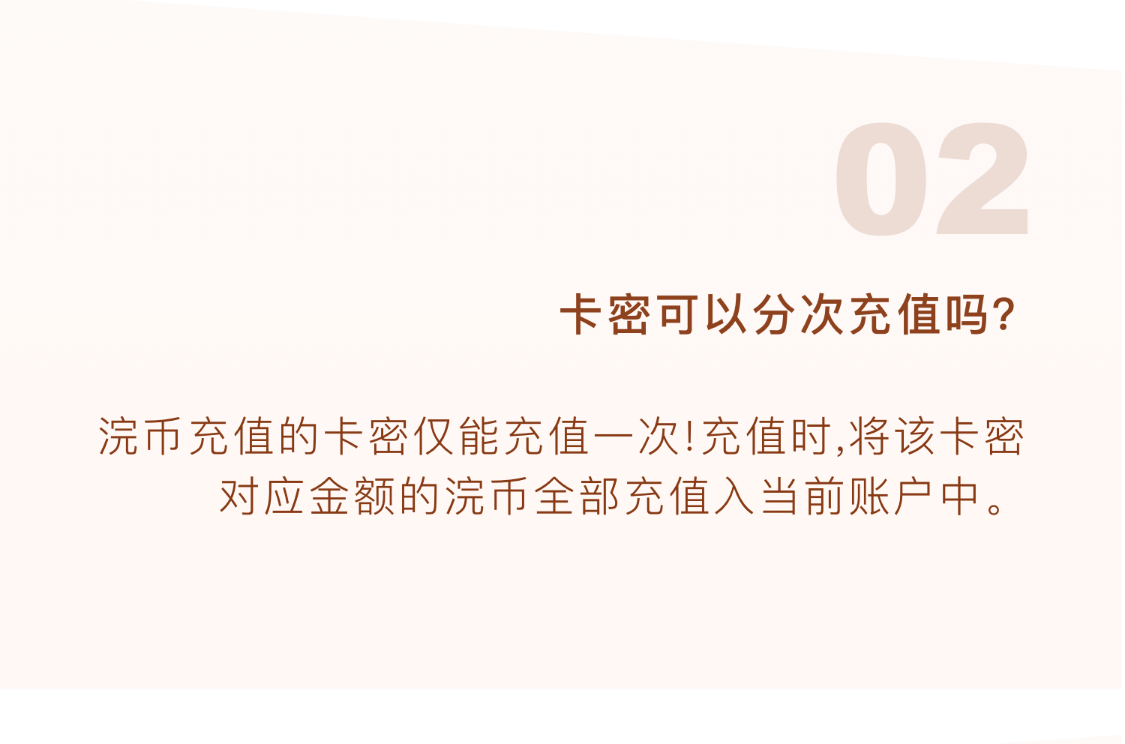 02
卡密可以分次充值吗?
浣币充值的卡密仅能充值一次!充值时,将该卡密
对应金额的浣币全部充值入当前账户中。